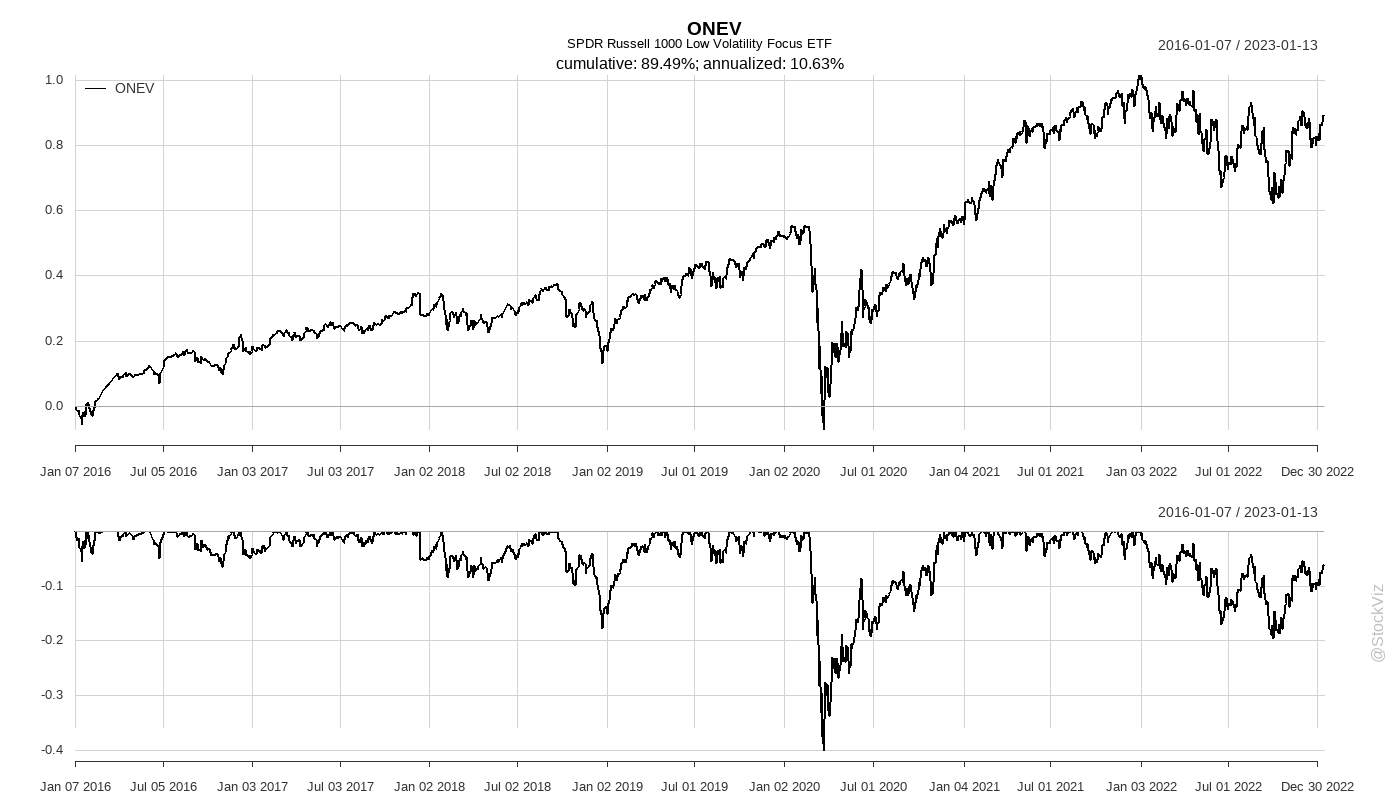 ONEV
SPDR Russell 1000 Low Volatility Focus ETF
cumulative: 89.49%; annualized: 10.63%
2016-01-07 / 2023-01-13
ONEV
1.0
0.8
0.6
0.4
0.2
0.0
Jan 07 2016 Jul 05 2016 Jan 03 2017 Jul 03 2017 Jan 02 2018 Jul 02 2018 Jan 02 2019 Jul 01 2019 Jan 02 2020 Jul 01 2020 Jan 04 2021 Jul 01 2021 Jan 03 2022 Jul 01 2022 Dec 30 2022
2016-01-07 / 2023-01-13
-0.1
-0.2
-0.3
-0.4
Jan 07 2016 Jul 05 2016 Jan 03 2017 Jul 03 2017 Jan 02 2018 Jul 02 2018 Jan 02 2019 Jul 01 2019 Jan 02 2020 Jul 01 2020 Jan 04 2021 Jul 01 2021 Jan 03 2022 Jul 01 2022 Dec 30 2022
@StockViz